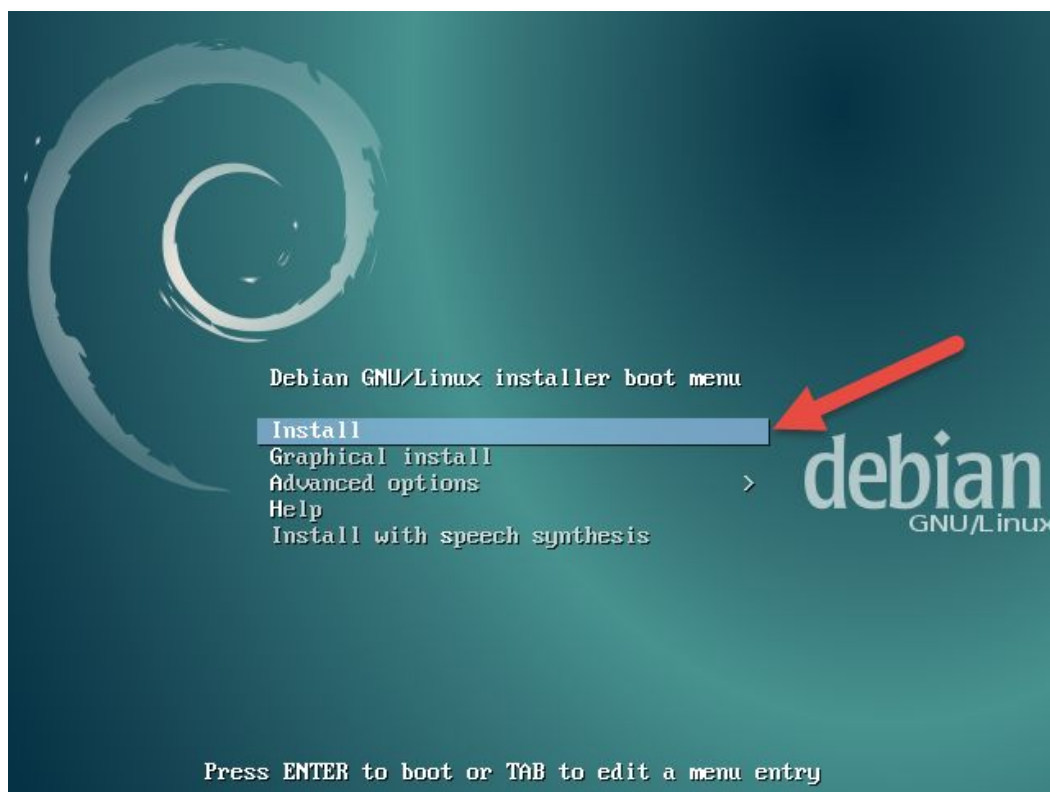 Debian GNU/Linux installer boot menu
Install
Graphical install
Advanced options >
Help
Install with speech synthesis
debian
GNU/Linux
Press ENTER to boot or TAB to edit a menu entry